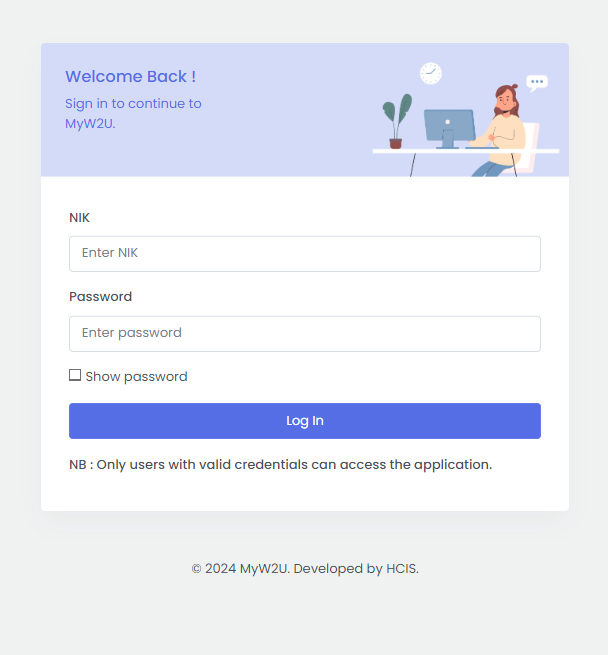 Welcome Back !
Sign in to continue to
MyW2U.
NIK
Enter NIK
Password
Enter password
Show password
Log In
NB : Only users with valid credentials can access the application.
© 2024 MyW2U. Developed by HCIS.